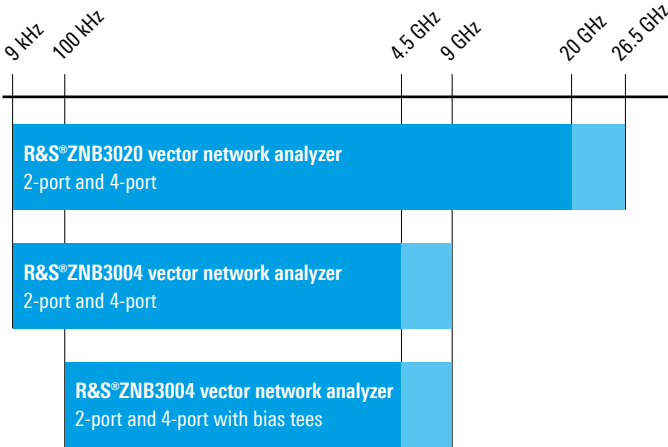 9 kHz
100 kHz
4.5 GHz
9 GHz
20 GHz
26.5 GHz
R&S®ZNB3020 vector network analyzer
2-port and 4-port
R&S®ZNB3004 vector network analyzer
2-port and 4-port
R&S®ZNB3004 vector network analyzer
2-port and 4-port with bias tees